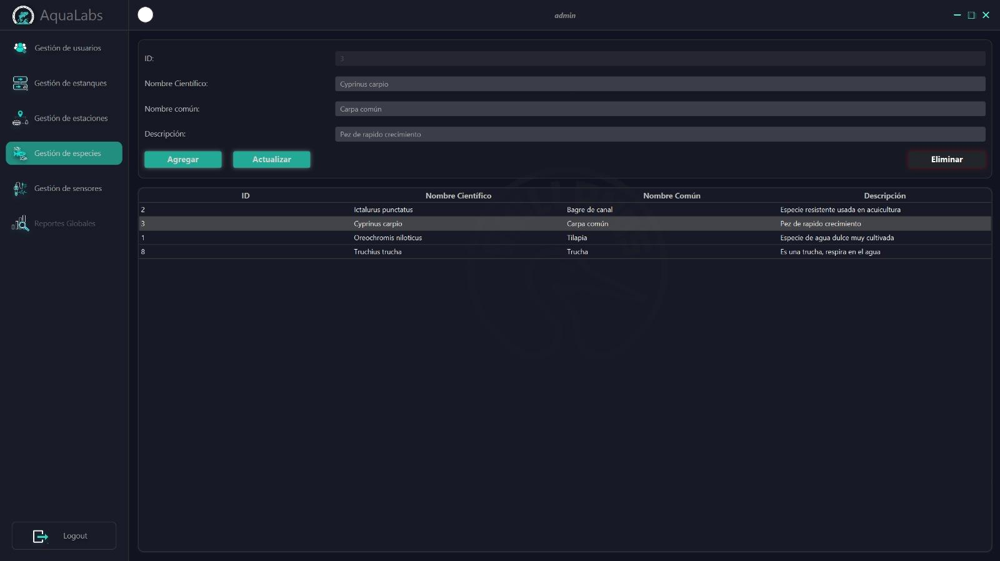 AquaLabs
admin
Gestión de usuarios
Gestión de estanques
Gestión de estaciones
Gestión de especies
Gestión de sensores
Reportes Globales
Logout
ID: 3
Nombre Científico: Cyprinus carpio
Nombre común: Carpa común
Descripción: Pez de rapido crecimiento
Agregar Actualizar Eliminar
ID Nombre Científico Nombre Común Descripción
2 Ictalurus punctatus Bagre de canal Especie resistente usada en acuicultura
3 Cyprinus carpio Carpa común Pez de rapido crecimiento
1 Oreochromis niloticus Tilapia Especie de agua dulce muy cultivada
8 Truchius trucha Trucha Es una trucha, respira en el agua